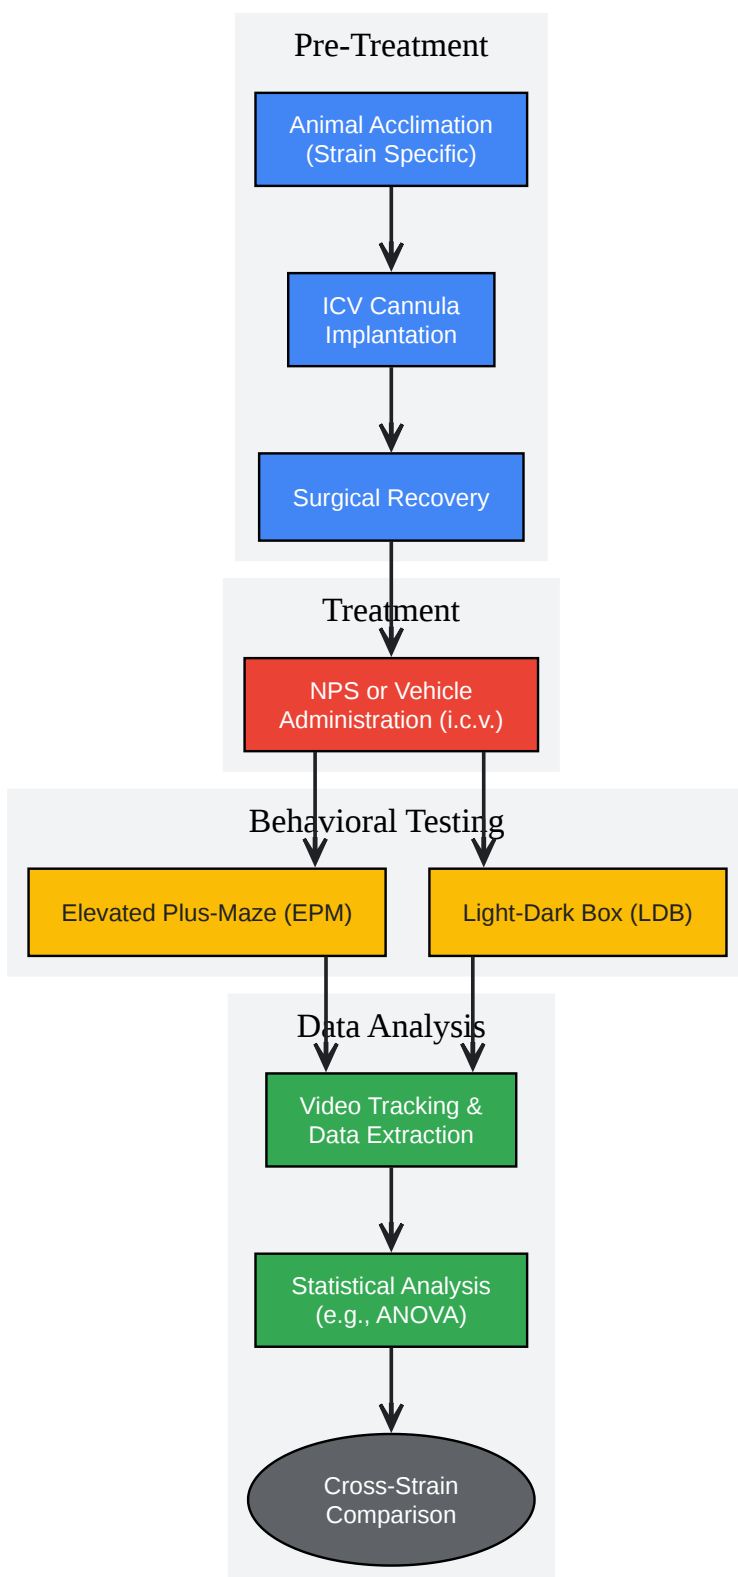 Pre-Treatment
Animal Acclimation
(Strain Specific)
ICV Cannula
Implantation
Surgical Recovery
Treatment
NPS or Vehicle
Administration (i.c.v.)
Behavioral Testing
Elevated Plus-Maze (EPM)
Light-Dark Box (LDB)
Data Analysis
Video Tracking &
Data Extraction
Statistical Analysis
(e.g., ANOVA)
Cross-Strain
Comparison